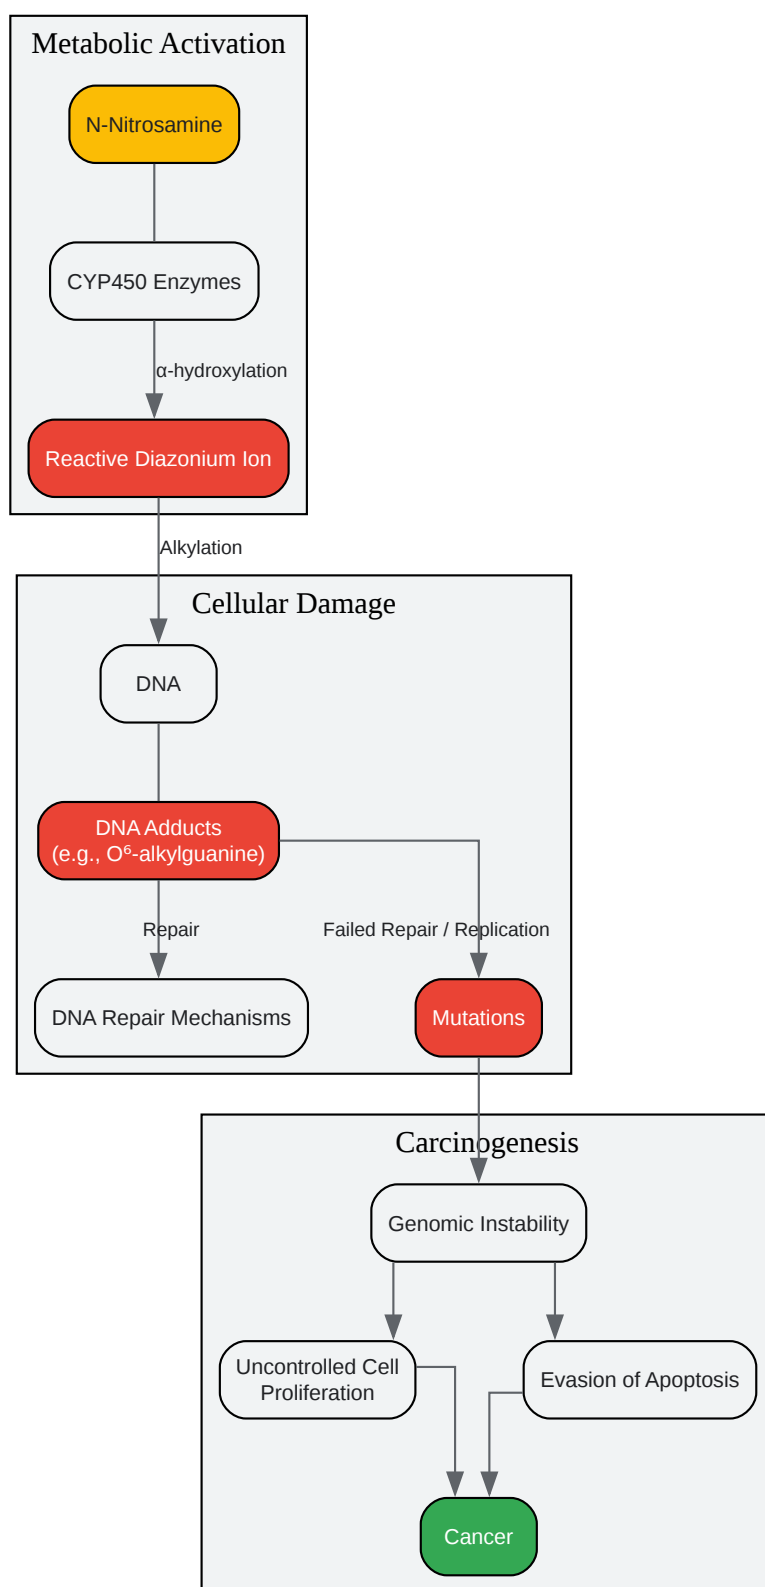 Metabolic Activation
N-Nitrosamine
CYP450 Enzymes
α-hydroxylation
Reactive Diazonium Ion
Alkylation
Cellular Damage
DNA
DNA Adducts
(e.g., O⁶-alkylguanine)
Repair
Failed Repair / Replication
DNA Repair Mechanisms
Mutations
Carcinogenesis
Genomic Instability
Uncontrolled Cell
Proliferation
Evasion of Apoptosis
Cancer